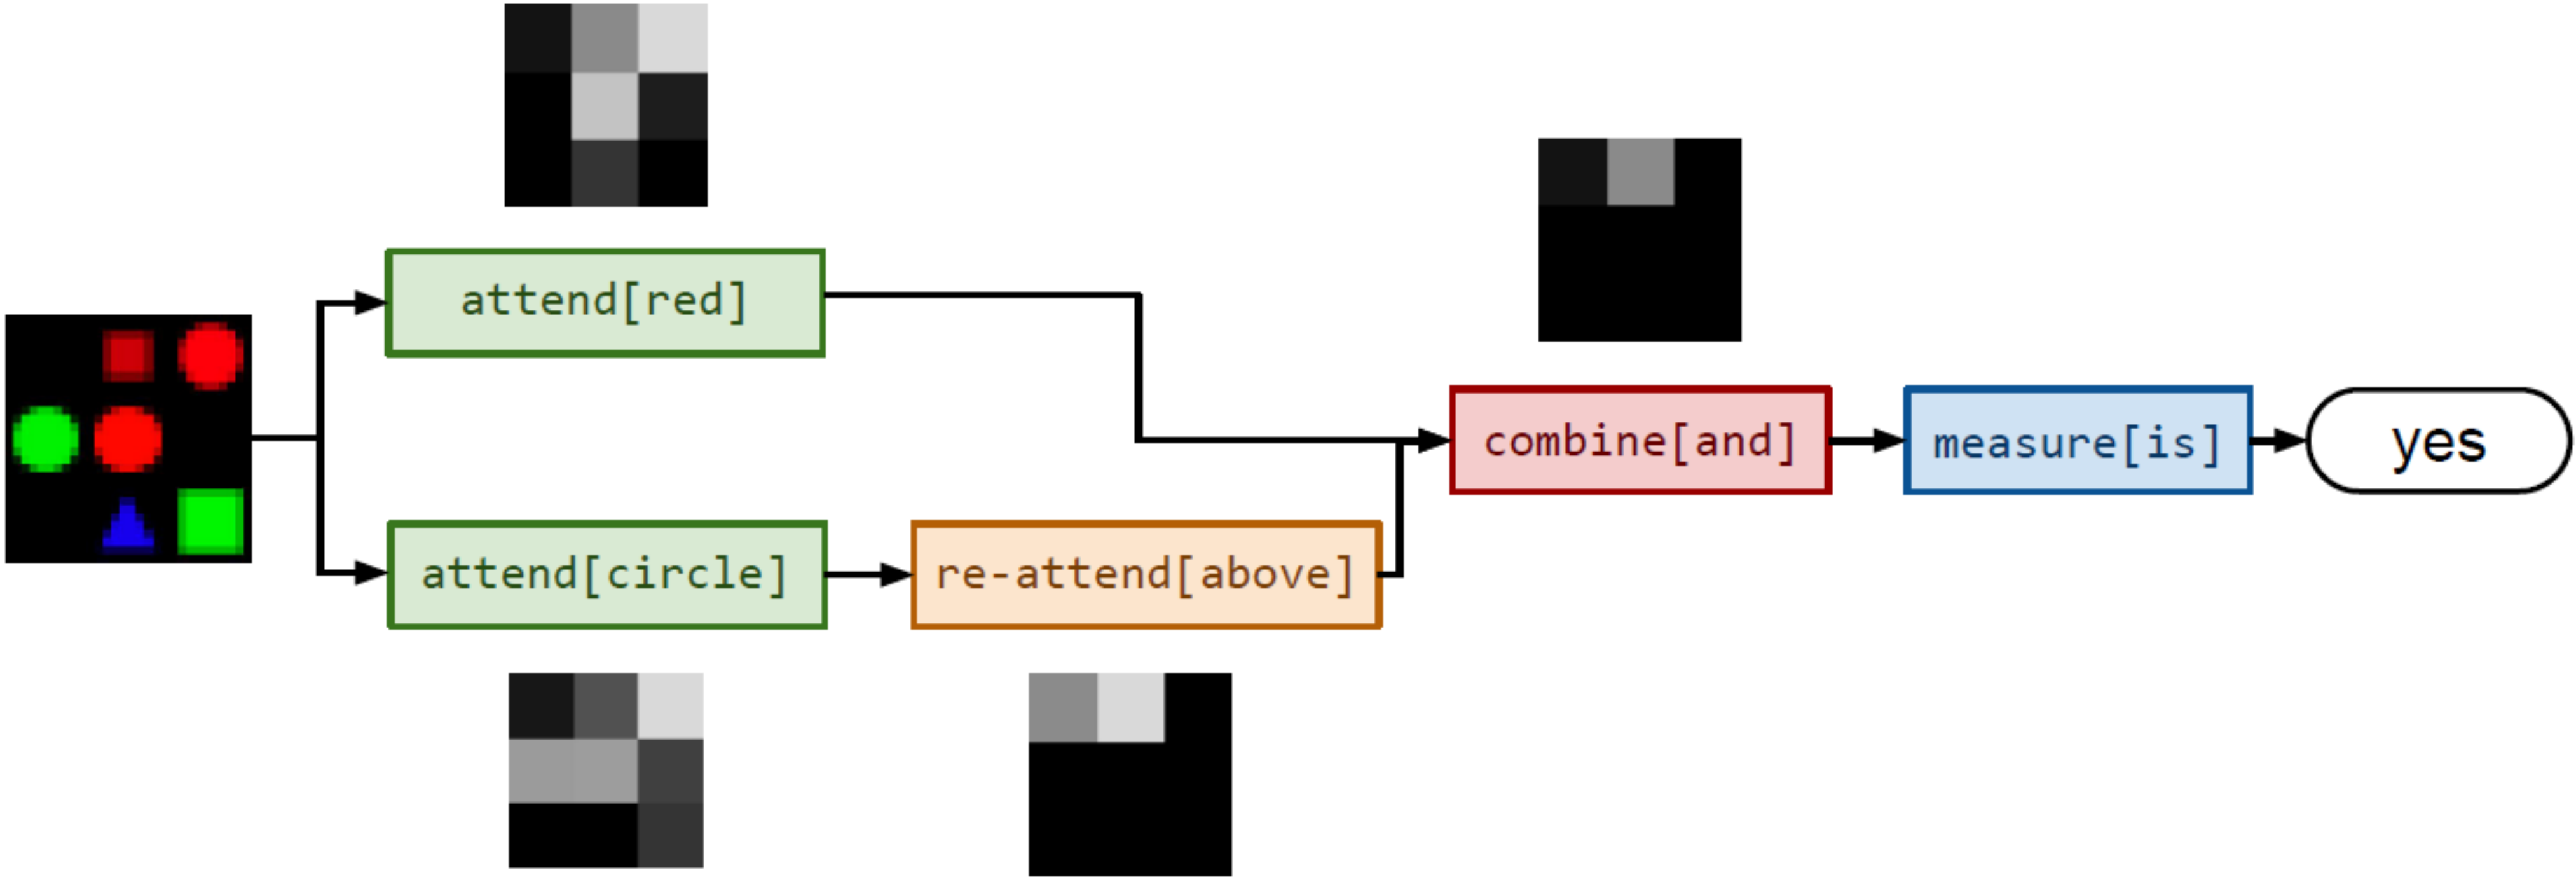 attend[red]
combine[and]
measure[is]
yes
attend[circle]
re-attend[above]